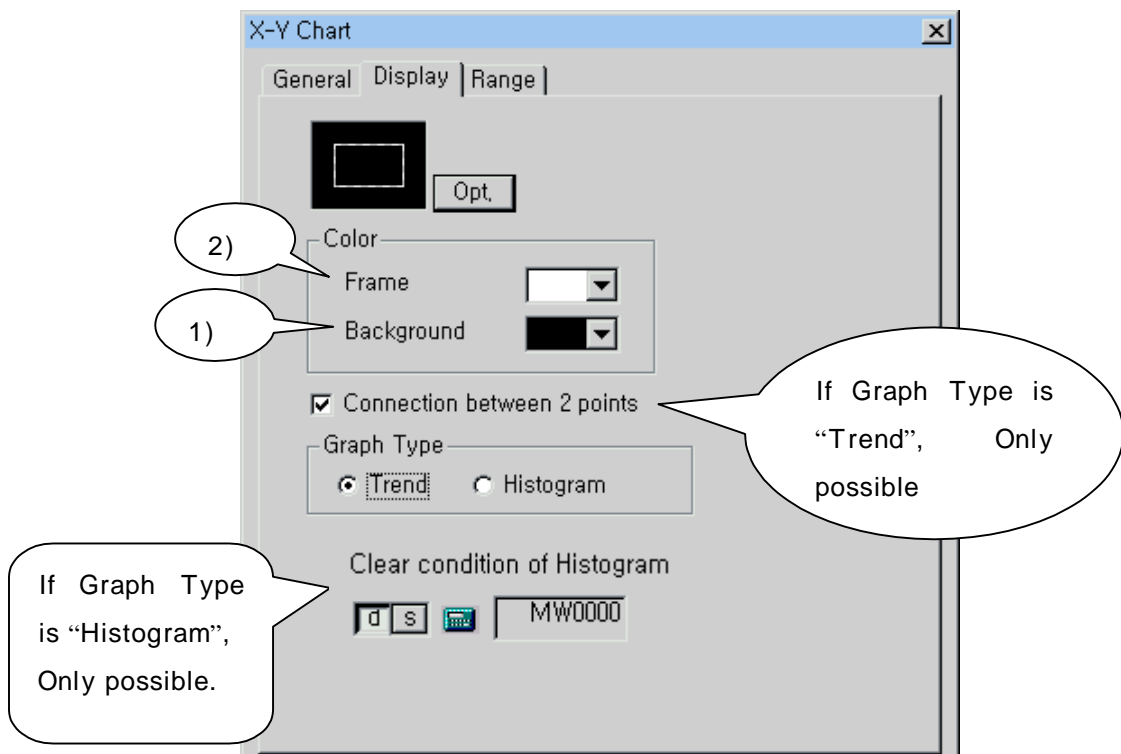 X-Y Chart
General Display Range
Opt.
2)
Color
Frame
1)
Background
Connection between 2 points
If Graph Type is
“Trend”, Only
possible
Graph Type
Trend Histogram
Clear condition of Histogram
d s MW0000
If Graph Type
is “Histogram”,
Only possible.